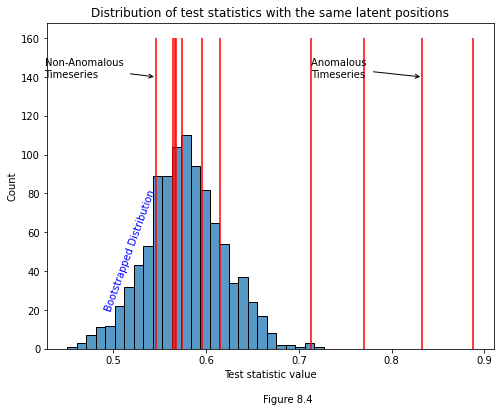 Distribution of test statistics with the same latent positions
160
140
120
100
80
60
40
20
0
Count
Non-Anomalous
Timeseries
Anomalous
Timeseries
Bootstrapped Distribution
0.5 0.6 0.7 0.8 0.9
Test statistic value
Figure 8.4